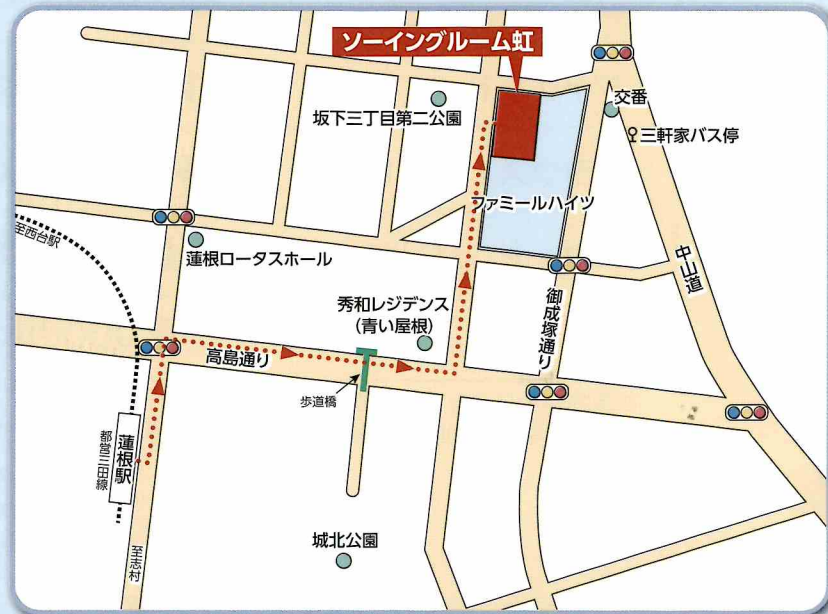 ソーイングルーム虹
交番
坂下三丁目第二公園
三軒家バス停
ファミールハイツ
至西台駅
蓮根ロータスホール
中山道
秀和レジデンス
(青い屋根)
御成塚通り
高島通り
歩道橋
蓮根駅
都営三田線
城北公園
至志村